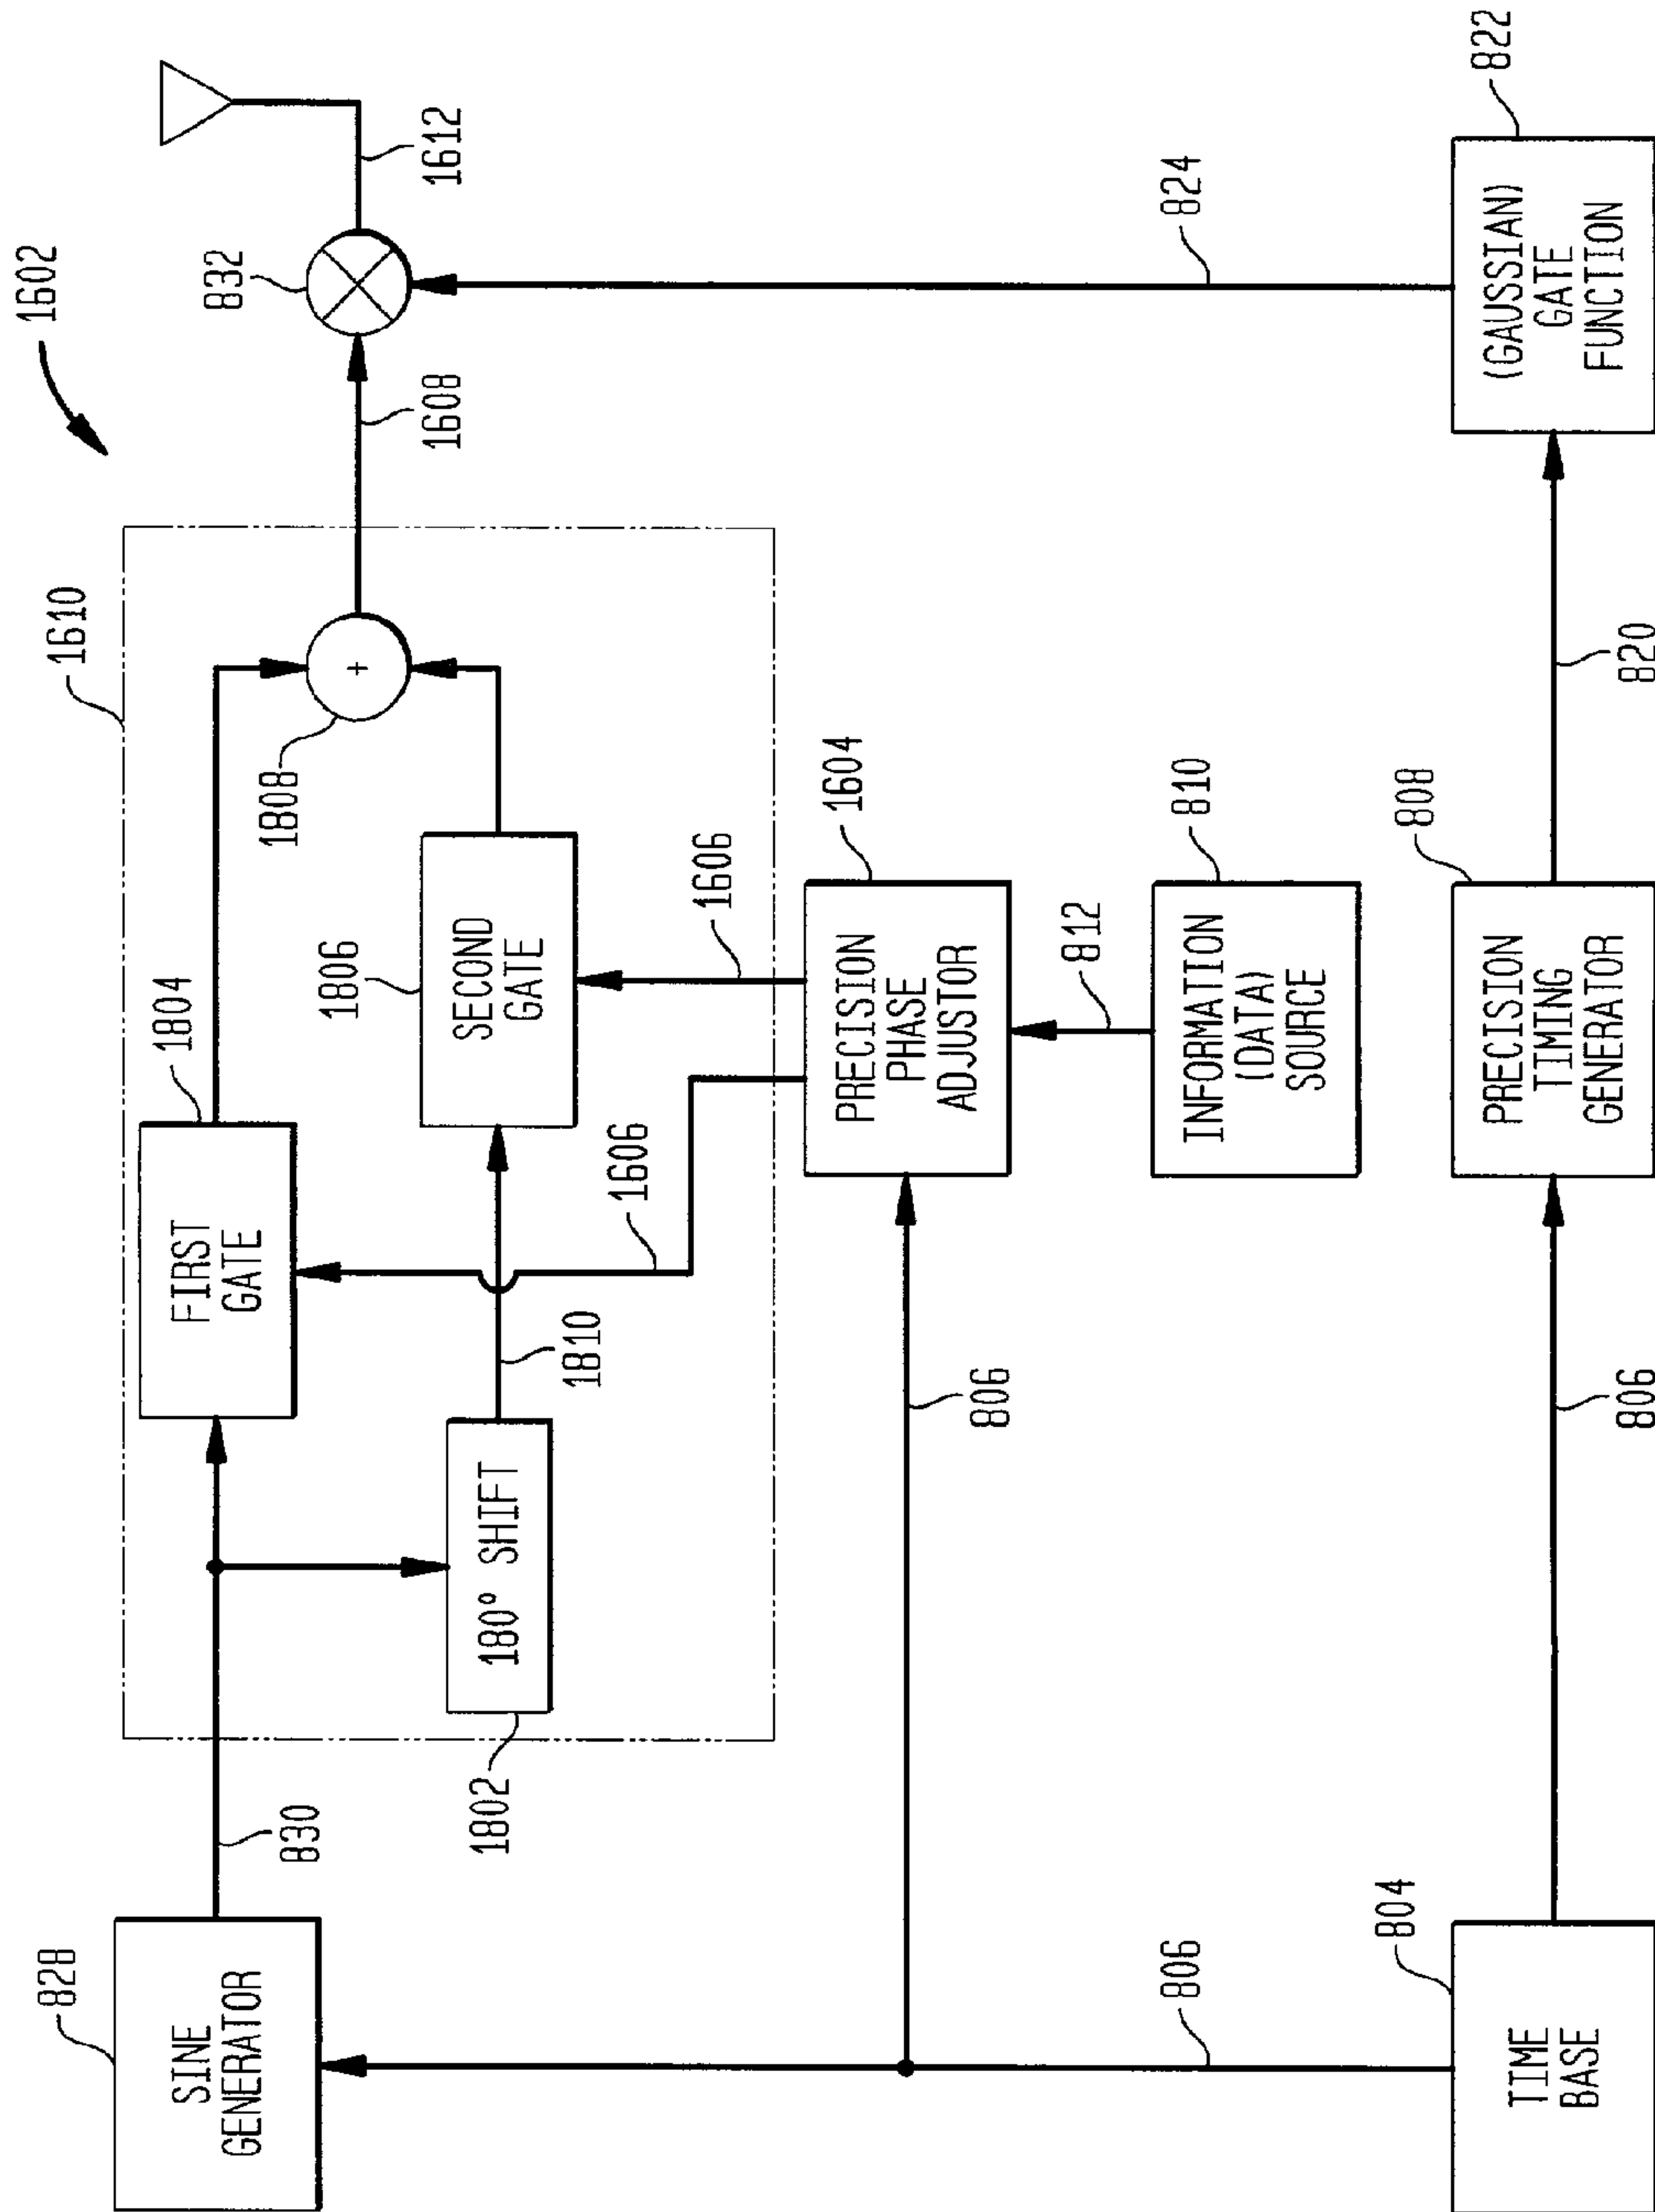 1602
828
SINE
GENERATOR
830
1610
FIRST
GATE
1804
180° SHIFT
1802
1810
1806
SECOND
GATE
1808
+
1608
832
1612
1606
1606
PRECISION
PHASE
ADJUSTOR
1604
806
812
INFORMATION
(DATA)
SOURCE
810
806
804
TIME
BASE
806
PRECISION
TIMING
GENERATOR
808
820
(GAUSSIAN)
GATE
FUNCTION
822
824